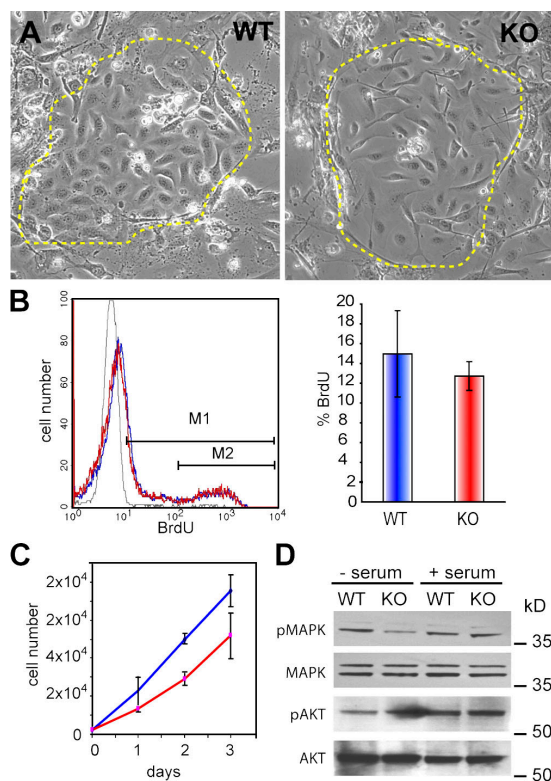 A
WT
KO
B
cell number
100
80
60
40
20
0
M1
M2
10⁰ 10¹ 10² 10³ 10⁴
BrdU
% BrdU
20
18
16
14
12
10
8
6
4
2
0
WT KO
C
cell number
2x10⁴
2x10⁴
4x10⁴
2x10⁴
0
0 1 2 3
days
D
- serum + serum
WT KO WT KO kD
pMAPK
35
MAPK
35
pAKT
50
AKT
50